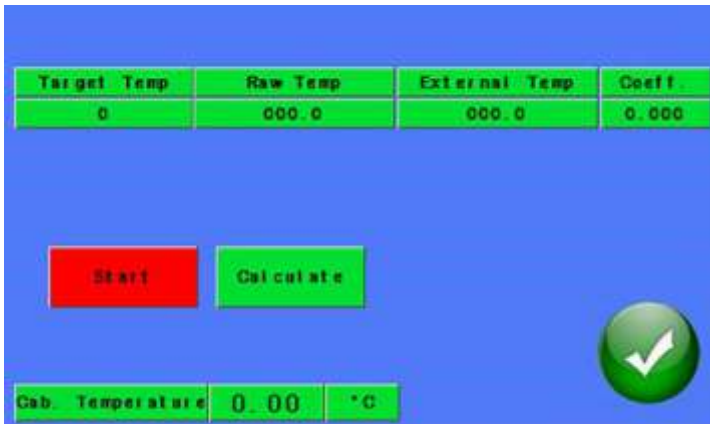 Target Temp Raw Temp External Temp Coeff.
0 000.0 000.0 0.000
Start Calculate
Cab. Temperature 0.00 °C